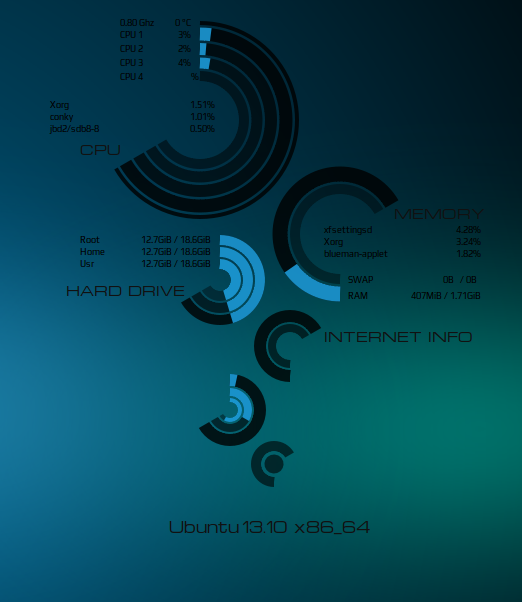 0.80 Ghz 0 °C
CPU 1 3%
CPU 2 2%
CPU 3 4%
CPU 4 %
Xorg 1.51%
conky 1.01%
jbd2/sda8-8 0.50%
CPU
MEMORY
xfsettingsd 4.28%
Xorg 3.24%
blueman-applet 1.82%
Root 12.7GiB / 18.6GiB
Home 12.7GiB / 18.6GiB
Usr 12.7GiB / 18.6GiB
SWAP 0B / 0B
HARD DRIVE
RAM 407MiB / 1.71GiB
INTERNET INFO
Ubuntu 13.10 x86_64